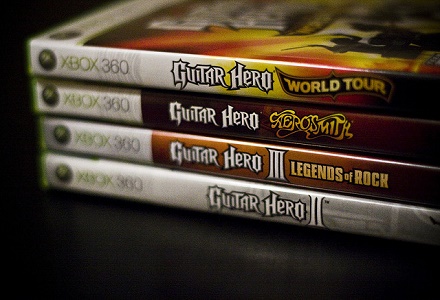 XBOX 360 GUITAR HERO WORLD TOUR
XBOX 360 GUITAR HERO AEROSMITH
XBOX 360 GUITAR HERO III LEGENDS of ROCK
XBOX 360 GUITAR HERO II